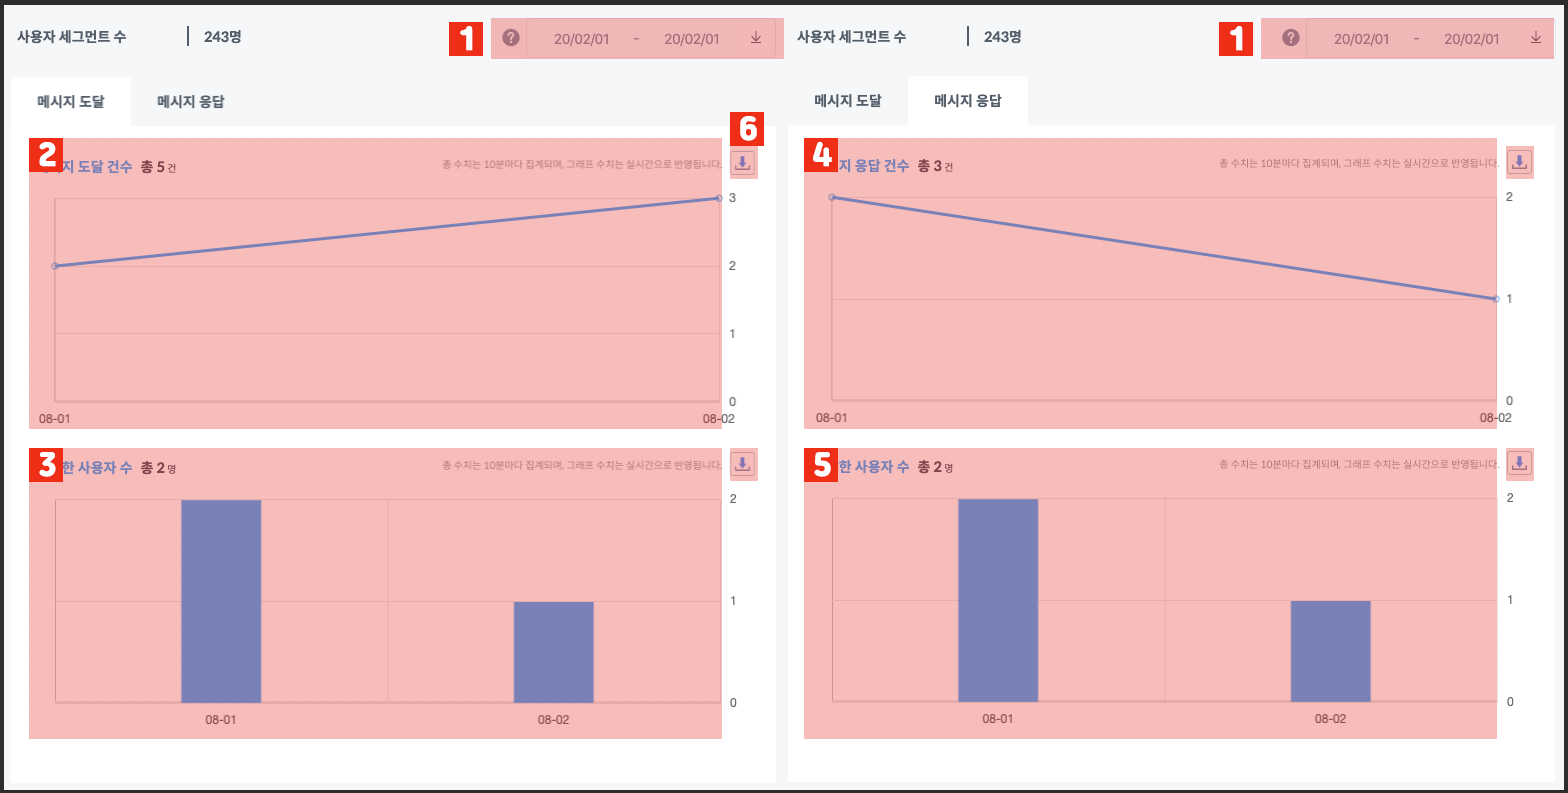 사용자 세그먼트 수 | 243명
1
? 20/02/01 - 20/02/01
메시지 도달 메시지 응답
6
2
지 도달 건수 총 5 건
총 수치는 10분마다 집계되며, 그래프 수치는 실시간으로 반영됩니다.
3
2
1
0
08-01 08-02
3
한 사용자 수 총 2 명
총 수치는 10분마다 집계되며, 그래프 수치는 실시간으로 반영됩니다.
2
1
0
08-01 08-02
사용자 세그먼트 수 | 243명
1
? 20/02/01 - 20/02/01
메시지 도달 메시지 응답
4
지 응답 건수 총 3 건
총 수치는 10분마다 집계되며, 그래프 수치는 실시간으로 반영됩니다.
2
1
0
08-01 08-02
5
한 사용자 수 총 2 명
총 수치는 10분마다 집계되며, 그래프 수치는 실시간으로 반영됩니다.
2
1
0
08-01 08-02